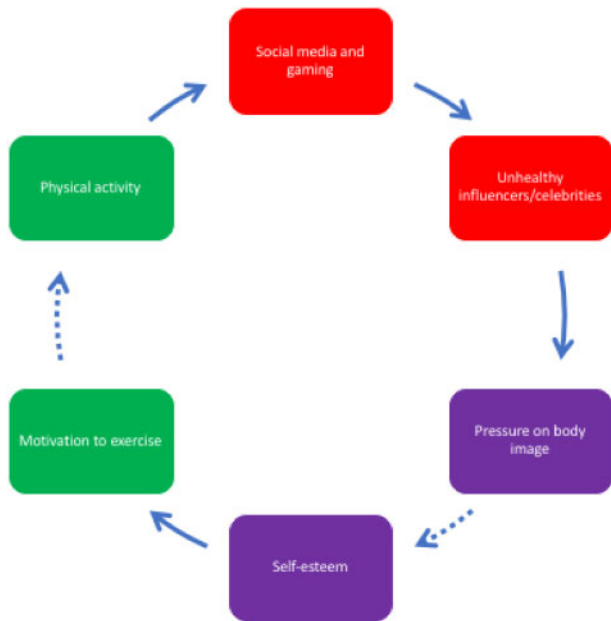 Social media and
gaming
Unhealthy
influencers/celebrities
Pressure on body
image
Self-esteem
Motivation to exercise
Physical activity